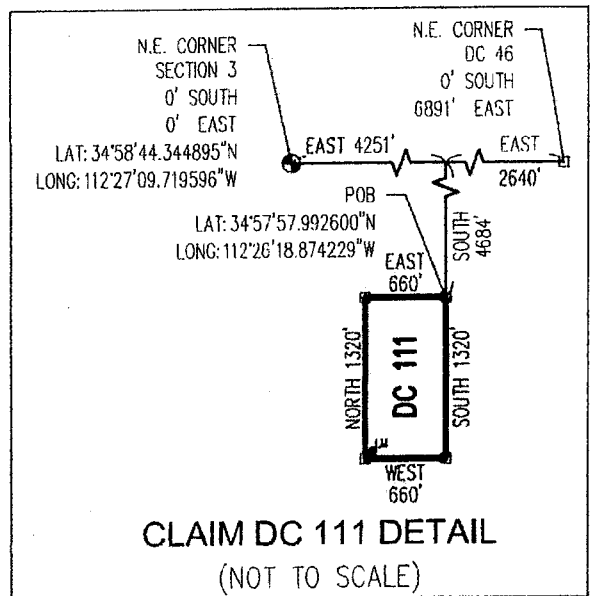 N.E. CORNER
SECTION 3
0' SOUTH
0' EAST
LAT: 34°58'44.344895"N
LONG: 112°27'09.719596"W
N.E. CORNER
DC 46
0' SOUTH
6891' EAST
EAST 4251'
EAST
2640'
POB
LAT: 34°57'57.992600"N
LONG: 112°26'18.874229"W
SOUTH
4684'
EAST
660'
NORTH 1320'
DC 111
SOUTH 1320'
LM
WEST
660'
CLAIM DC 111 DETAIL
(NOT TO SCALE)